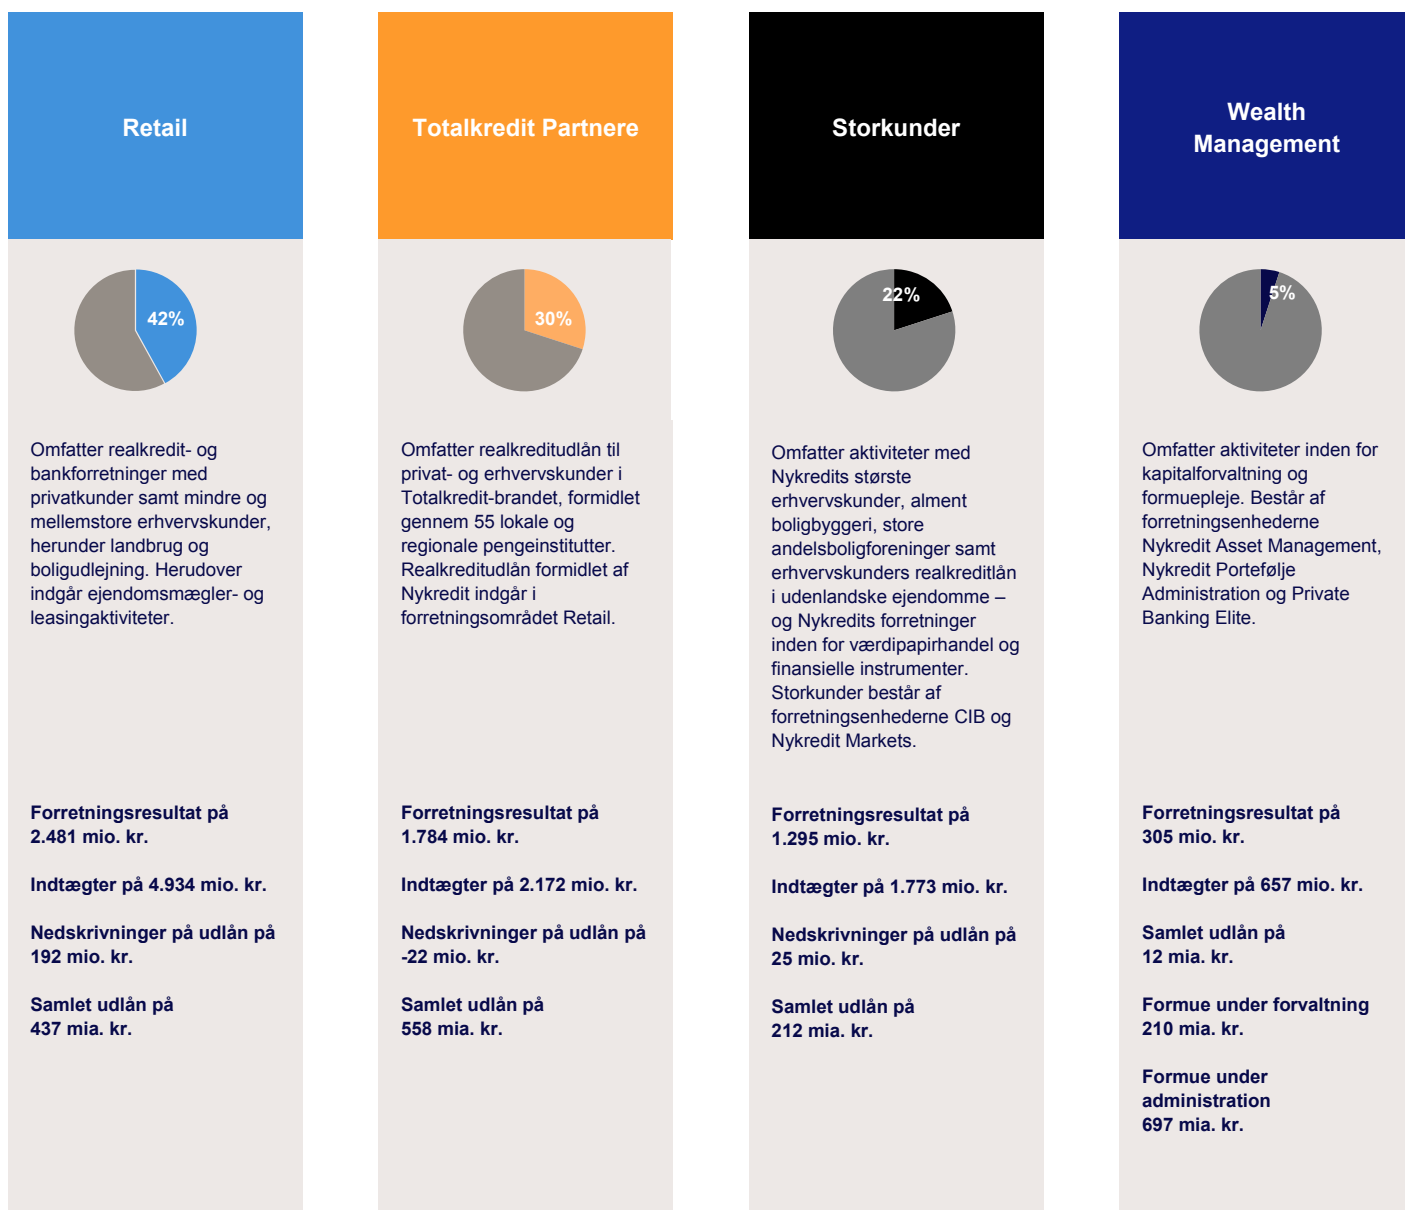 Retail
42%
Omfatter realkredit- og
bankforretninger med
privatkunder samt mindre og
mellemstore erhvervskunder,
herunder landbrug og
boligudlejning. Herudover
indgår ejendomsmægler- og
leasingaktiviteter.
Forretningsresultat på
2.481 mio. kr.
Indtægter på 4.934 mio. kr.
Nedskrivninger på udlån på
192 mio. kr.
Samlet udlån på
437 mia. kr.
Totalkredit Partnere
30%
Omfatter realkreditudlån til
privat- og erhvervskunder i
Totalkredit-brandet, formidlet
gennem 55 lokale og
regionale pengeinstitutter.
Realkreditudlån formidlet af
Nykredit indgår i
forretningsområdet Retail.
Forretningsresultat på
1.784 mio. kr.
Indtægter på 2.172 mio. kr.
Nedskrivninger på udlån på
-22 mio. kr.
Samlet udlån på
558 mia. kr.
Storkunder
22%
Omfatter aktiviteter med
Nykredits største
erhvervskunder, alment
boligbyggeri, store
andelsboligforeninger samt
erhvervskunders realkreditlån
i udenlandske ejendomme –
og Nykredits forretninger
inden for værdipapirhandel og
finansielle instrumenter.
Storkunder består af
forretningsenhederne CIB og
Nykredit Markets.
Forretningsresultat på
1.295 mio. kr.
Indtægter på 1.773 mio. kr.
Nedskrivninger på udlån på
25 mio. kr.
Samlet udlån på
212 mia. kr.
Wealth
Management
5%
Omfatter aktiviteter inden for
kapitalforvaltning og
formuepleje. Består af
forretningsenhederne
Nykredit Asset Management,
Nykredit Portefølje
Administration og Private
Banking Elite.
Forretningsresultat på
305 mio. kr.
Indtægter på 657 mio. kr.
Samlet udlån på
12 mia. kr.
Formue under forvaltning
210 mia. kr.
Formue under
administration
697 mia. kr.